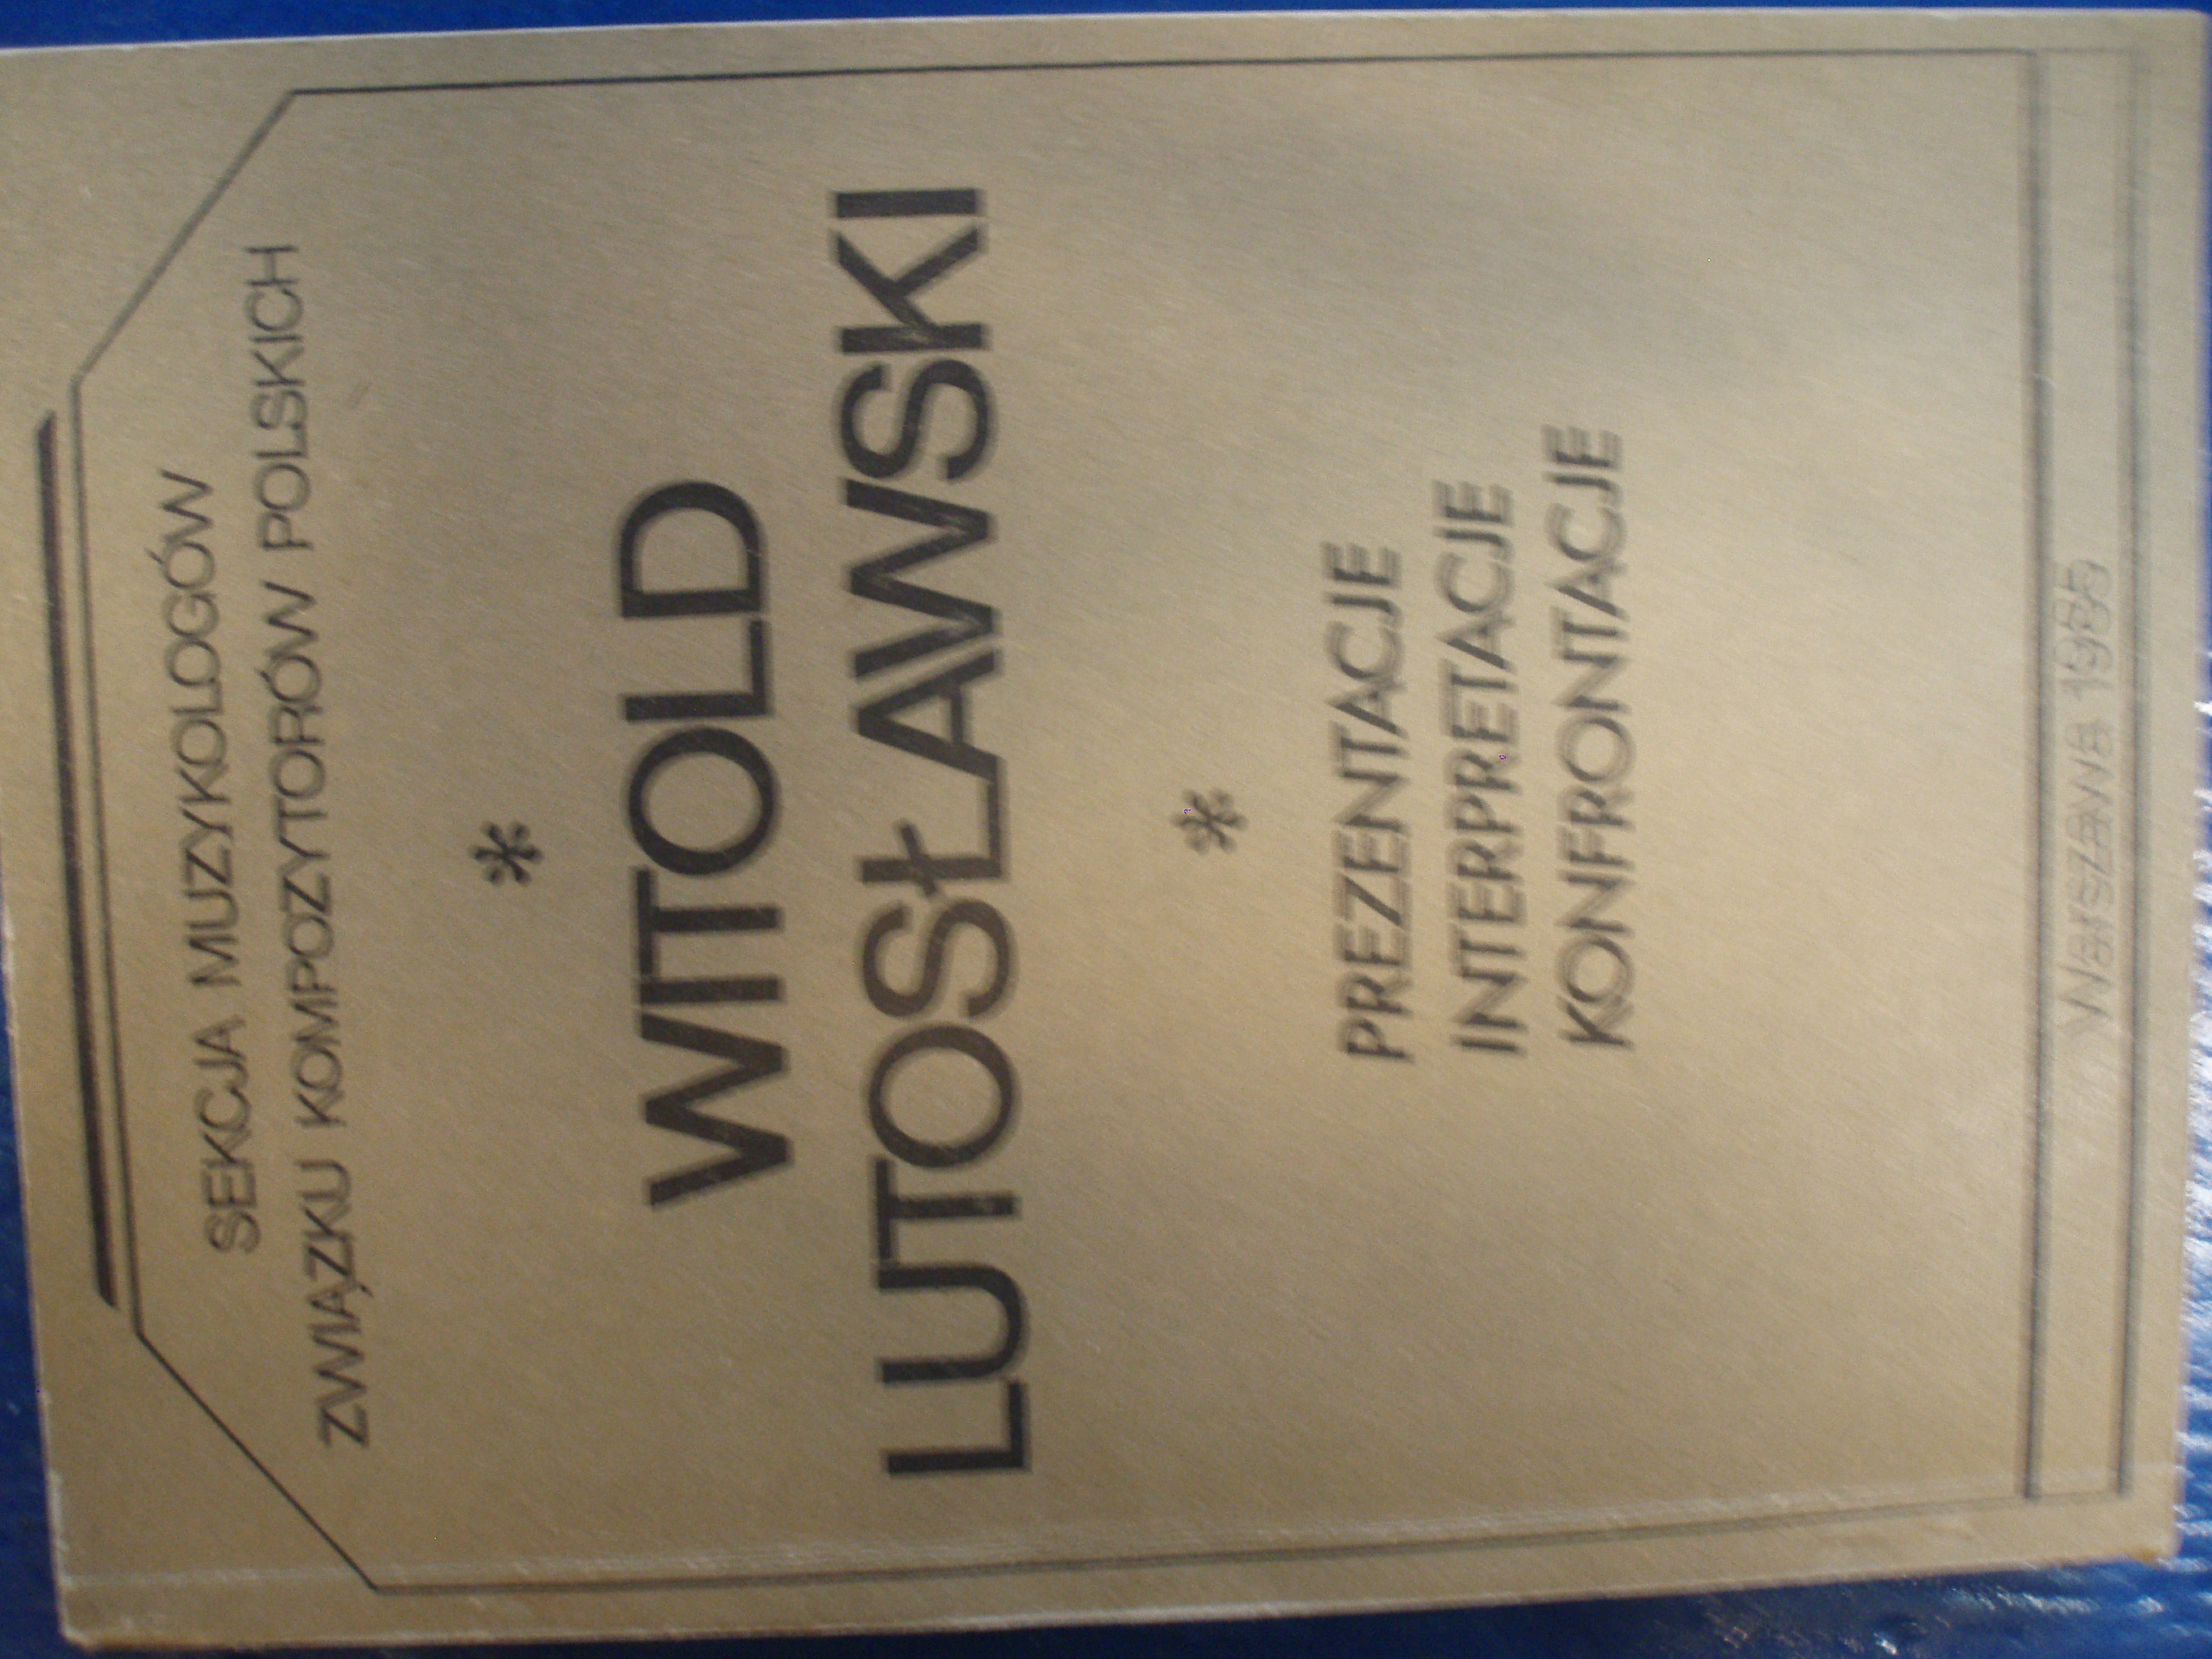 SEKCJA MUZYKOLOGÓW
ZWIĄZKU KOMPOZYTORÓW POLSKICH
*
WITOLD
LUTOSŁAWSKI
*
PREZENTACJE
INTERPRETACJE
KONFRONTACJE
Warszawa 1985